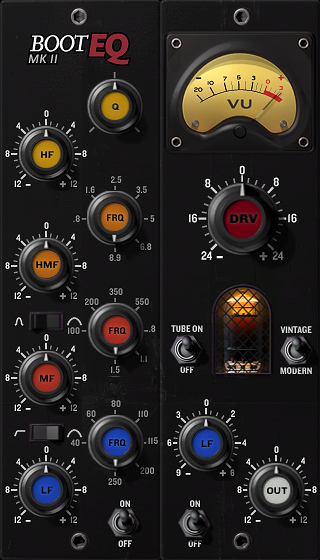 BOOT EQ
MK II
Q
0
4 4
HF
8 8
12 - + 12
2.5
1.6 3.5
FRQ
.5
6.8
8.9
0
4 4
HMF
8 8
12 - + 12
350
200 550
FRQ
100 .8
1.1
1.5
0
4 4
MF
8 8
12 - + 12
80
60 110
FRQ
40 .115
200
250
0
4 4
LF
8 8
12 - + 12
ON
OFF
- 20 10 7 5 3 0 3 +
VU
0
8 8
DRV
16 16
24 - + 24
TUBE ON
OFF
VINTAGE
MODERN
0
2 2
LF
6 4
9 - + 6
0
4 4
OUT
8 8
12 - + 12
ON
OFF